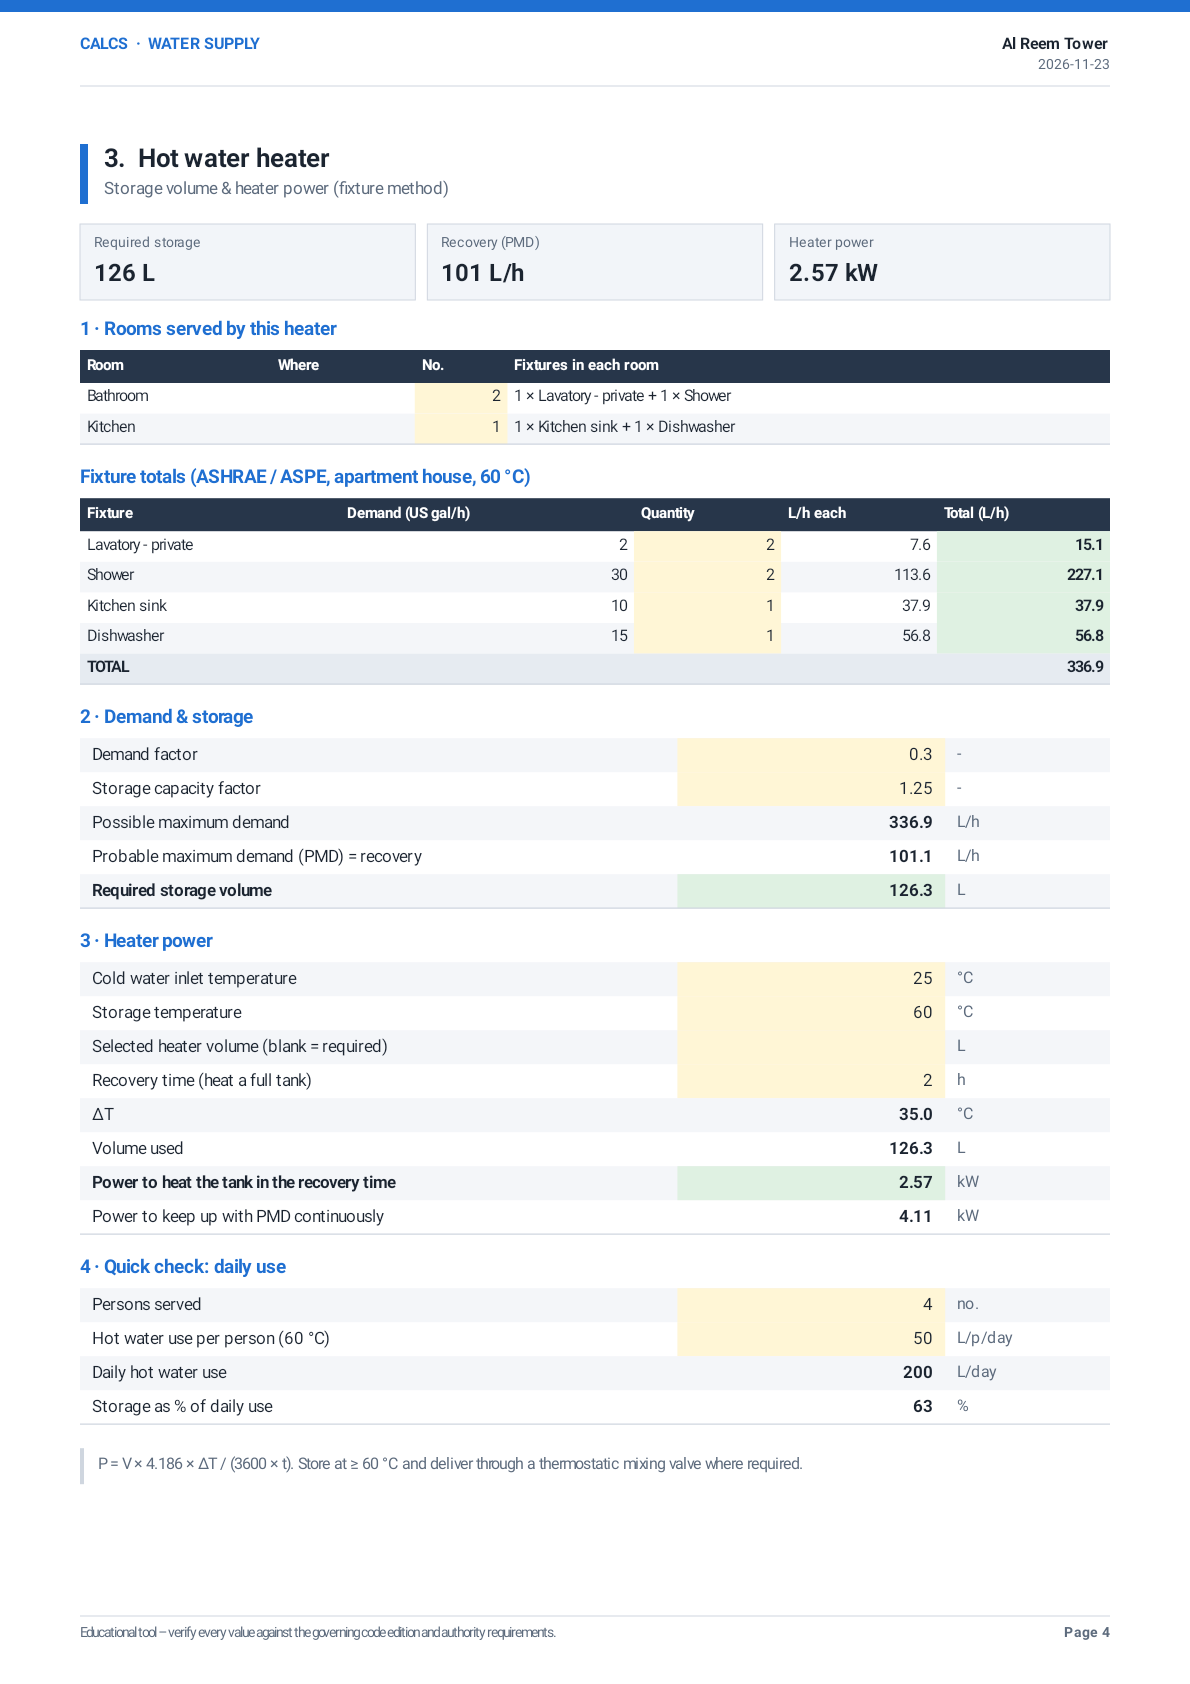 CALCS · WATER SUPPLY
Al Reem Tower
2026-11-23
3. Hot water heater
Storage volume & heater power (fixture method)
Required storage
126 L
Recovery (PMD)
101 L/h
Heater power
2.57 kW
1 · Rooms served by this heater
Room Where No. Fixtures in each room
Bathroom 2 1 × Lavatory - private + 1 × Shower
Kitchen 1 1 × Kitchen sink + 1 × Dishwasher
Fixture totals (ASHRAE / ASPE, apartment house, 60 °C)
Fixture Demand (US gal/h) Quantity L/h each Total (L/h)
Lavatory - private 2 2 7.6 15.1
Shower 30 2 113.6 227.1
Kitchen sink 10 1 37.9 37.9
Dishwasher 15 1 56.8 56.8
TOTAL 336.9
2 · Demand & storage
Demand factor 0.3 -
Storage capacity factor 1.25 -
Possible maximum demand 336.9 L/h
Probable maximum demand (PMD) = recovery 101.1 L/h
Required storage volume 126.3 L
3 · Heater power
Cold water inlet temperature 25 °C
Storage temperature 60 °C
Selected heater volume (blank = required) L
Recovery time (heat a full tank) 2 h
ΔT 35.0 °C
Volume used 126.3 L
Power to heat the tank in the recovery time 2.57 kW
Power to keep up with PMD continuously 4.11 kW
4 · Quick check: daily use
Persons served 4 no.
Hot water use per person (60 °C) 50 L/p/day
Daily hot water use 200 L/day
Storage as % of daily use 63 %
P = V × 4.186 × ΔT / (3600 × t). Store at ≥ 60 °C and deliver through a thermostatic mixing valve where required.
Educational tool – verify every value against the governing code edition and authority requirements.
Page 4